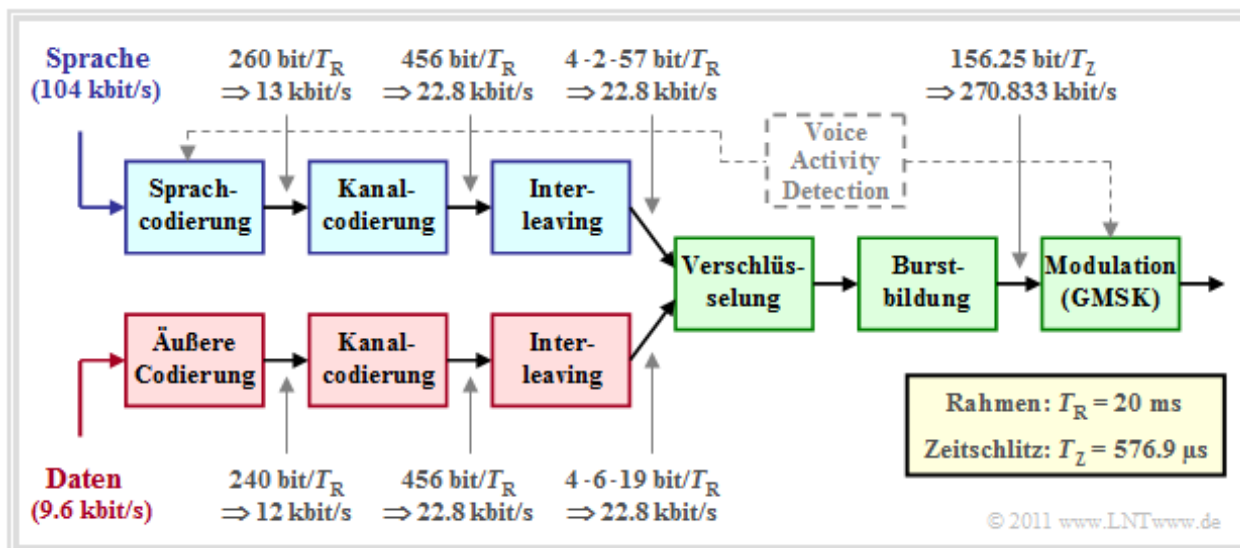 Sprache
(104 kbit/s)
260 bit/TR
⇒ 13 kbit/s
456 bit/TR
⇒ 22.8 kbit/s
4 - 2 - 57 bit/TR
⇒ 22.8 kbit/s
156.25 bit/TZ
⇒ 270.833 kbit/s
Voice
Activity
Detection
Sprach-
codierung
Kanal-
codierung
Inter-
leaving
Verschlüs-
selung
Burst-
bildung
Modulation
(GMSK)
Äußere
Codierung
Kanal-
codierung
Inter-
leaving
Rahmen: TR = 20 ms
Zeitschlitz: TZ = 576.9 µs
Daten
(9.6 kbit/s)
240 bit/TR
⇒ 12 kbit/s
456 bit/TR
⇒ 22.8 kbit/s
4 - 6 - 19 bit/TR
⇒ 22.8 kbit/s
© 2011 www.LNTwww.de